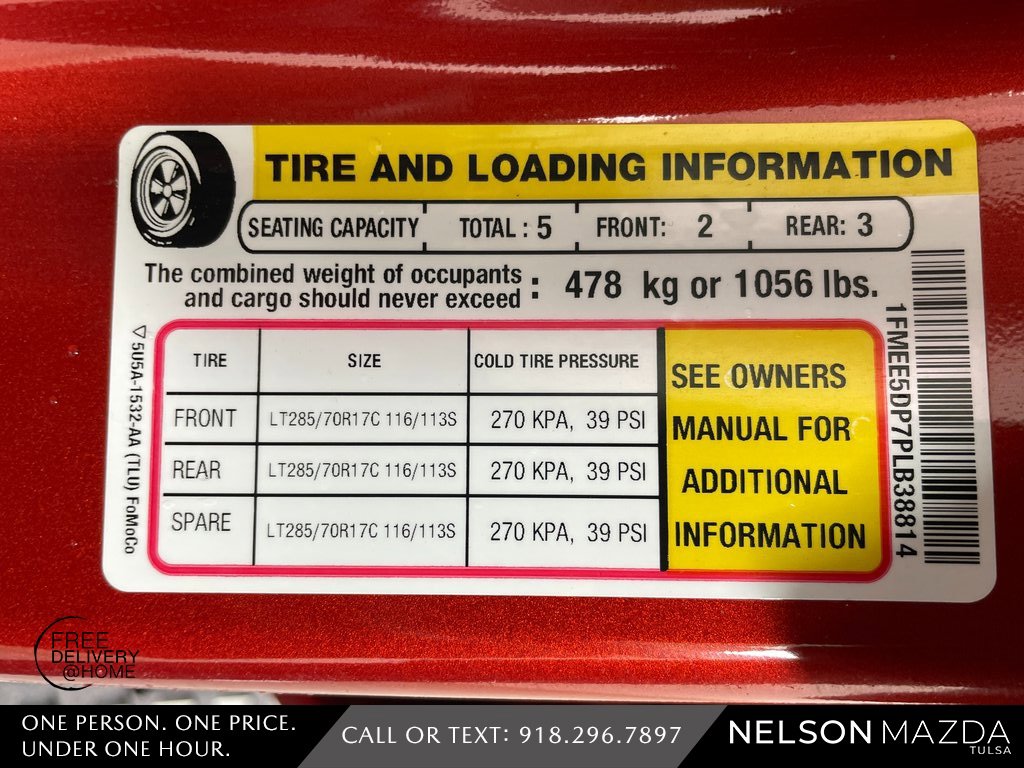 TIRE AND LOADING INFORMATION
SEATING CAPACITY TOTAL : 5 FRONT: 2 REAR: 3
The combined weight of occupants
and cargo should never exceed : 478 kg or 1056 lbs.
TIRE SIZE COLD TIRE PRESSURE
FRONT LT285/70R17C 116/113S 270 KPA, 39 PSI
REAR LT285/70R17C 116/113S 270 KPA, 39 PSI
SPARE LT285/70R17C 116/113S 270 KPA, 39 PSI
SEE OWNERS
MANUAL FOR
ADDITIONAL
INFORMATION
5U5A-1532-AA (TLU) FoMoCo
1FMEE5DP7PLB38814
FREE
DELIVERY
@HOME
ONE PERSON. ONE PRICE.
UNDER ONE HOUR.
CALL OR TEXT: 918.296.7897
NELSON MAZDA
TULSA